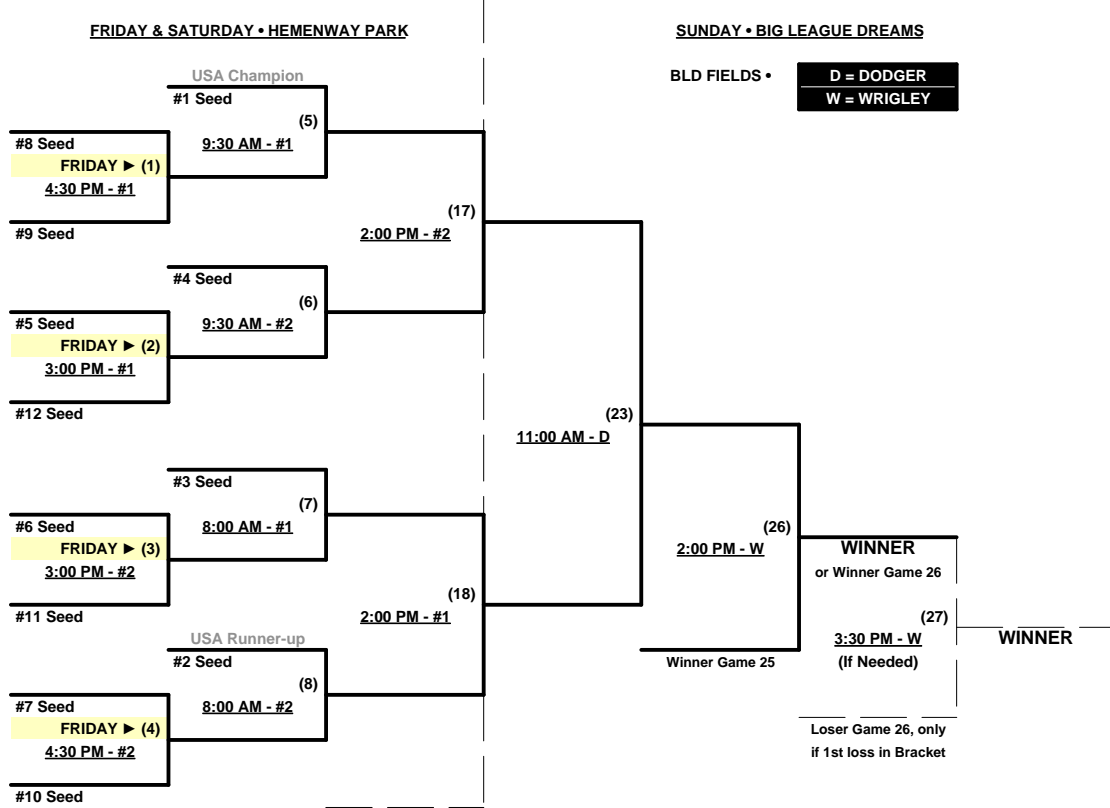 FRIDAY & SATURDAY • HEMENWAY PARK
SUNDAY • BIG LEAGUE DREAMS
BLD FIELDS •
D = DODGER
W = WRIGLEY
USA Champion
#1 Seed
(5)
9:30 AM - #1
#8 Seed
FRIDAY ► (1)
4:30 PM - #1
#9 Seed
(17)
2:00 PM - #2
#4 Seed
(6)
9:30 AM - #2
#5 Seed
FRIDAY ► (2)
3:00 PM - #1
#12 Seed
(23)
11:00 AM - D
#3 Seed
(7)
8:00 AM - #1
#6 Seed
FRIDAY ► (3)
3:00 PM - #2
#11 Seed
(18)
2:00 PM - #1
USA Runner-up
#2 Seed
(8)
8:00 AM - #2
#7 Seed
FRIDAY ► (4)
4:30 PM - #2
#10 Seed
(26)
2:00 PM - W
Winner Game 25
WINNER
or Winner Game 26
(27)
3:30 PM - W
(If Needed)
WINNER
Loser Game 26, only
if 1st loss in Bracket